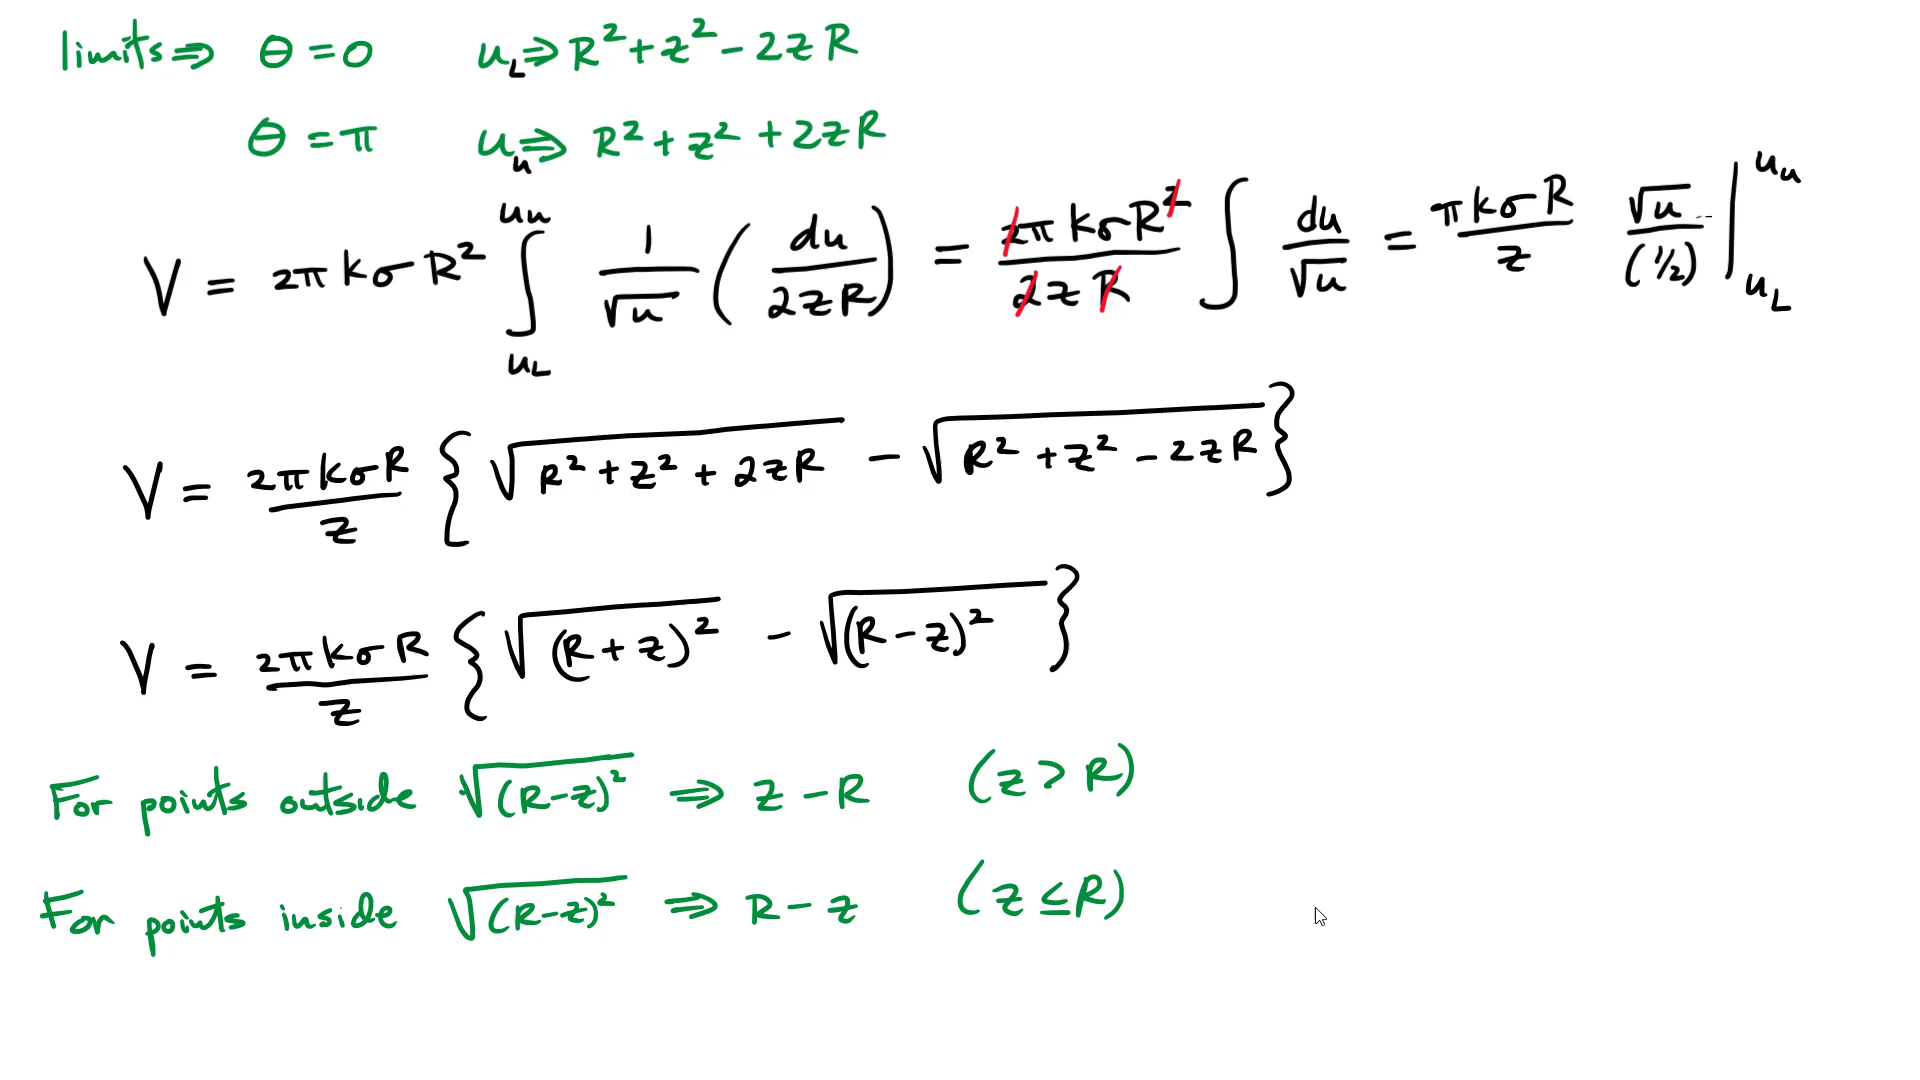 limits ⇒ θ = 0 u_L ⇒ R² + z² − 2zR
θ = π u_u ⇒ R² + z² + 2zR
V = 2πkσR² ∫_{u_L}^{u_u} 1/√u (du/2zR) = 2πkσR²/2zR ∫ du/√u = πkσR/z √u/(1/2) |_{u_L}^{u_u}
V = 2πkσR/z {√(R² + z² + 2zR) − √(R² + z² − 2zR)}
V = 2πkσR/z {√(R + z)² − √(R − z)²}
For points outside √(R−z)² ⇒ z − R (z > R)
For points inside √(R−z)² ⇒ R − z (z ≤ R)